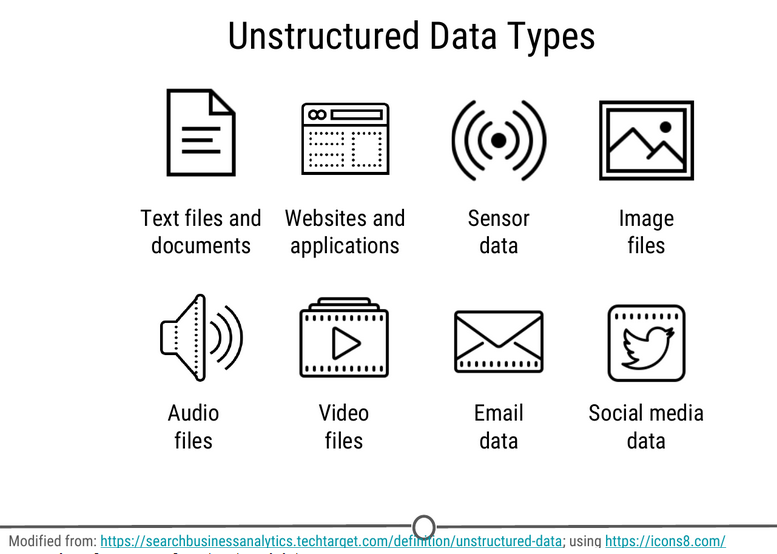 Unstructured Data Types
Text files and
documents
Websites and
applications
Sensor
data
Image
files
Audio
files
Video
files
Email
data
Social media
data
Modified from: https://searchbusinessanalytics.techtarget.com/definition/unstructured-data; using https://icons8.com/